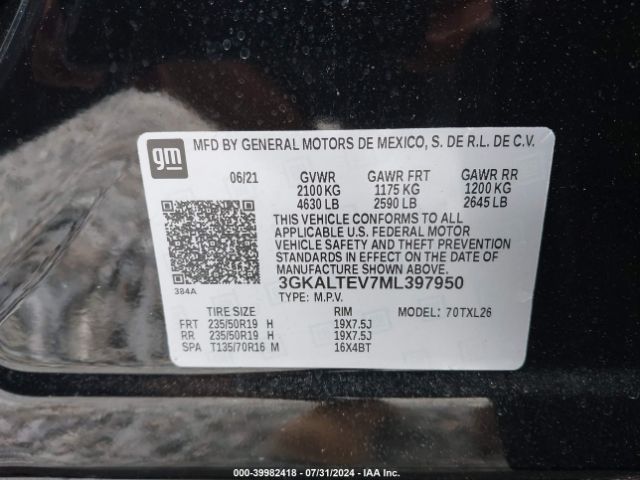 gm
MFD BY GENERAL MOTORS DE MEXICO, S. DE R.L. DE C.V.
06/21 GVWR GAWR FRT GAWR RR
2100 KG 1175 KG 1200 KG
4630 LB 2590 LB 2645 LB
THIS VEHICLE CONFORMS TO ALL
APPLICABLE U.S. FEDERAL MOTOR
VEHICLE SAFETY AND THEFT PREVENTION
STANDARDS IN EFFECT ON THE DATE OF
MANUFACTURE SHOWN ABOVE.
384A
3GKALTEV7ML397950
TYPE: M.P.V.
TIRE SIZE RIM MODEL: 70TXL26
FRT 235/50R19 H 19X7.5J
RR 235/50R19 H 19X7.5J
SPA T135/70R16 M 16X4BT
000-39982418 - 07/31/2024 - IAA Inc.